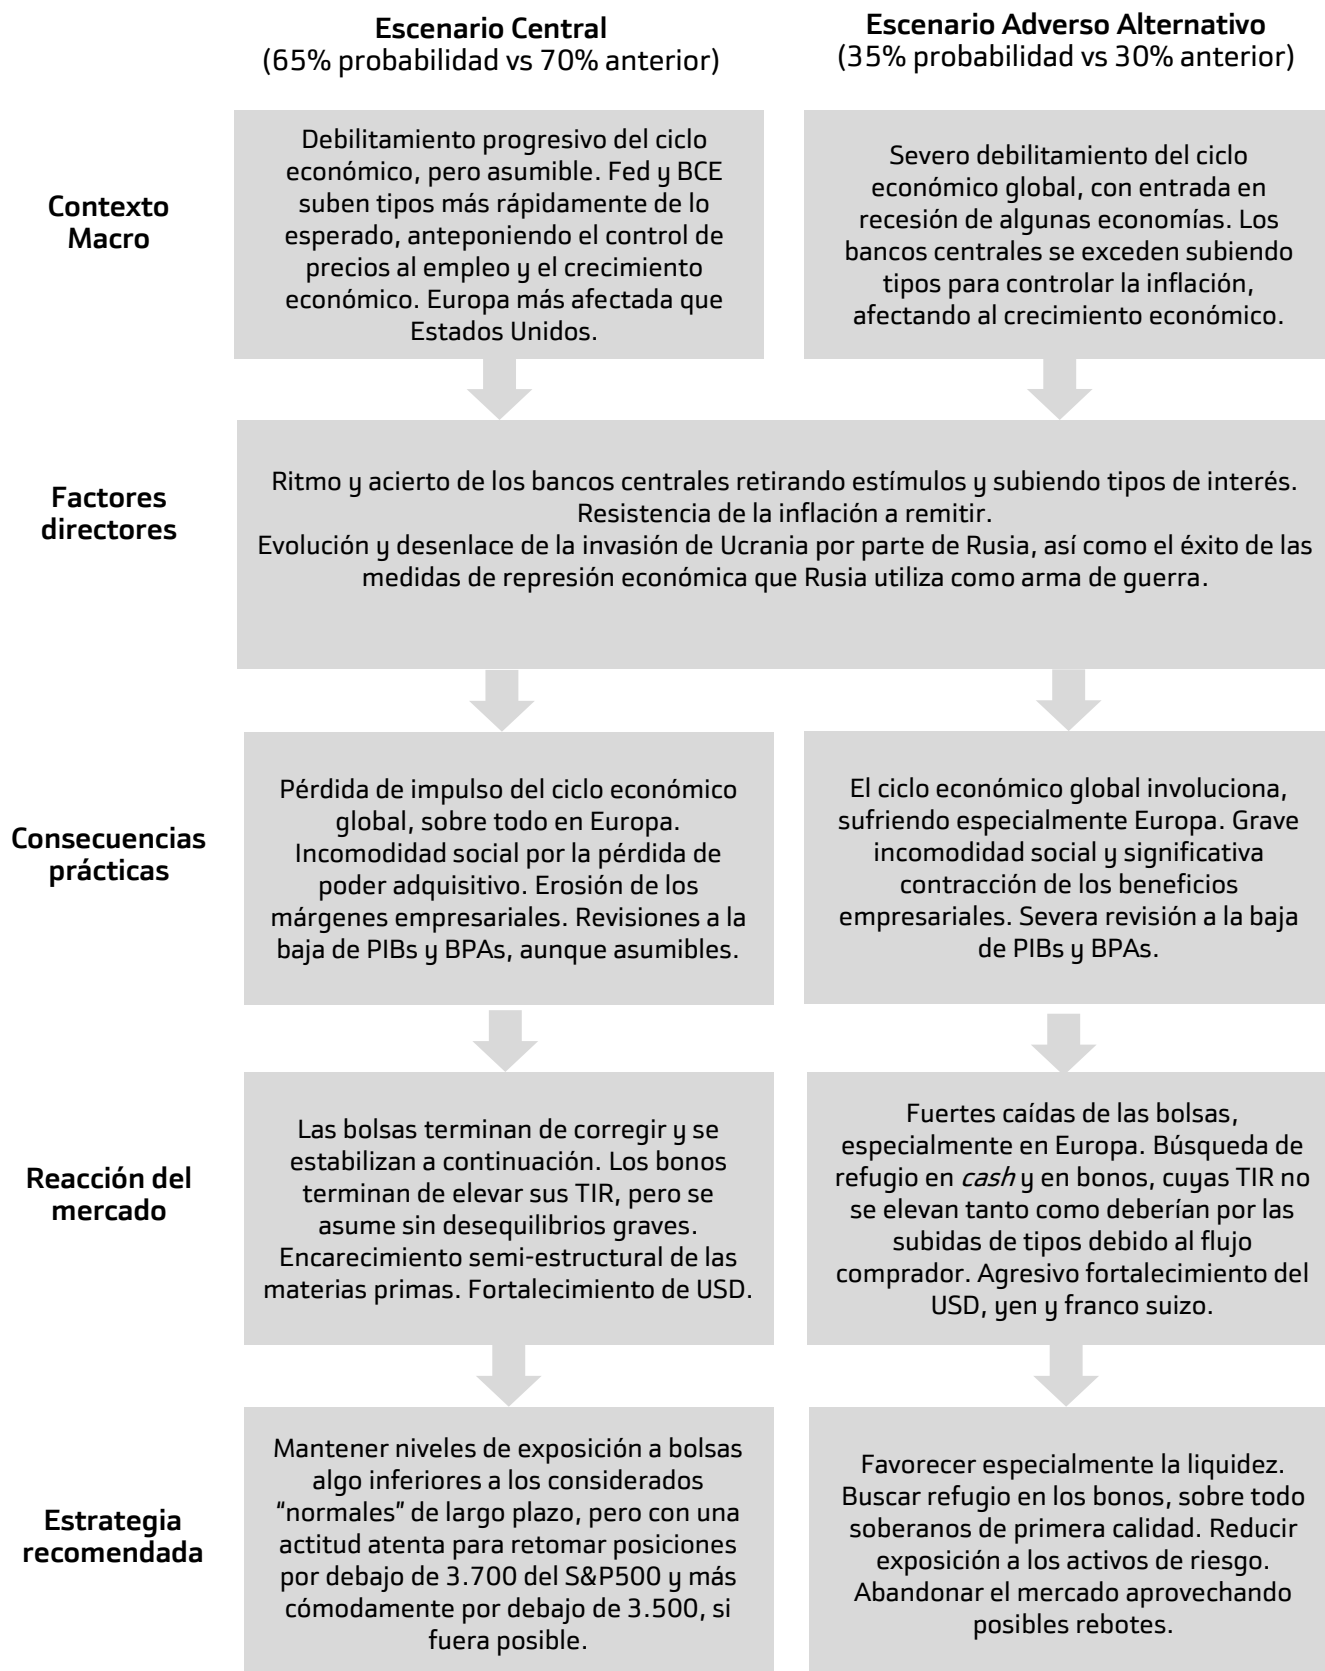 Escenario Central
(65% probabilidad vs 70% anterior)
Escenario Adverso Alternativo
(35% probabilidad vs 30% anterior)
Contexto
Macro
Debilitamiento progresivo del ciclo
económico, pero asumible. Fed y BCE
suben tipos más rápidamente de lo
esperado, anteponiendo el control de
precios al empleo y el crecimiento
económico. Europa más afectada que
Estados Unidos.
Severo debilitamiento del ciclo
económico global, con entrada en
recesión de algunas economías. Los
bancos centrales se exceden subiendo
tipos para controlar la inflación,
afectando al crecimiento económico.
Factores
directores
Ritmo y acierto de los bancos centrales retirando estímulos y subiendo tipos de interés.
Resistencia de la inflación a remitir.
Evolución y desenlace de la invasión de Ucrania por parte de Rusia, así como el éxito de las
medidas de represión económica que Rusia utiliza como arma de guerra.
Consecuencias
prácticas
Pérdida de impulso del ciclo económico
global, sobre todo en Europa.
Incomodidad social por la pérdida de
poder adquisitivo. Erosión de los
márgenes empresariales. Revisiones a la
baja de PIBs y BPAs, aunque asumibles.
El ciclo económico global involuciona,
sufriendo especialmente Europa. Grave
incomodidad social y significativa
contracción de los beneficios
empresariales. Severa revisión a la baja
de PIBs y BPAs.
Reacción del
mercado
Las bolsas terminan de corregir y se
estabilizan a continuación. Los bonos
terminan de elevar sus TIR, pero se
asume sin desequilibrios graves.
Encarecimiento semi-estructural de las
materias primas. Fortalecimiento de USD.
Fuertes caídas de las bolsas,
especialmente en Europa. Búsqueda de
refugio en cash y en bonos, cuyas TIR no
se elevan tanto como deberían por las
subidas de tipos debido al flujo
comprador. Agresivo fortalecimiento del
USD, yen y franco suizo.
Estrategia
recomendada
Mantener niveles de exposición a bolsas
algo inferiores a los considerados
“normales” de largo plazo, pero con una
actitud atenta para retomar posiciones
por debajo de 3.700 del S&P500 y más
cómodamente por debajo de 3.500, si
fuera posible.
Favorecer especialmente la liquidez.
Buscar refugio en los bonos, sobre todo
soberanos de primera calidad. Reducir
exposición a los activos de riesgo.
Abandonar el mercado aprovechando
posibles rebotes.